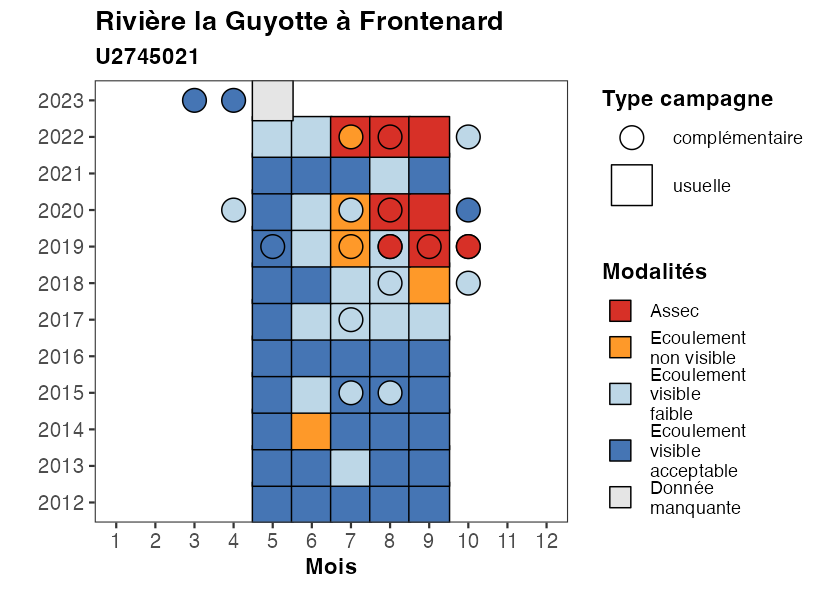 Rivière la Guyotte à Frontenard
U2745021
2023
2022
2021
2020
2019
2018
2017
2016
2015
2014
2013
2012
1 2 3 4 5 6 7 8 9 10 11 12
Mois
Type campagne
complémentaire
usuelle
Modalités
Assec
Ecoulement
non visible
Ecoulement
visible
faible
Ecoulement
visible
acceptable
Donnée
manquante